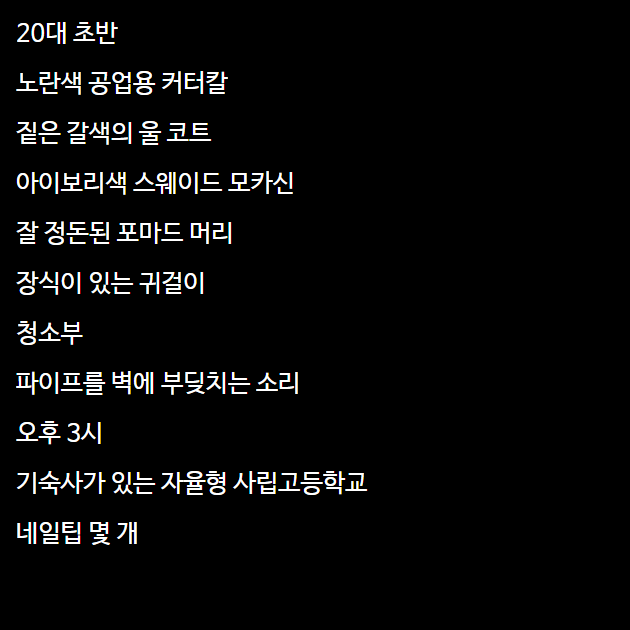 20대 초반
노란색 공업용 커터칼
짙은 갈색의 울 코트
아이보리색 스웨이드 모카신
잘 정돈된 포마드 머리
장식이 있는 귀걸이
청소부
파이프를 벽에 부딪치는 소리
오후 3시
기숙사가 있는 자율형 사립고등학교
네일팁 몇 개